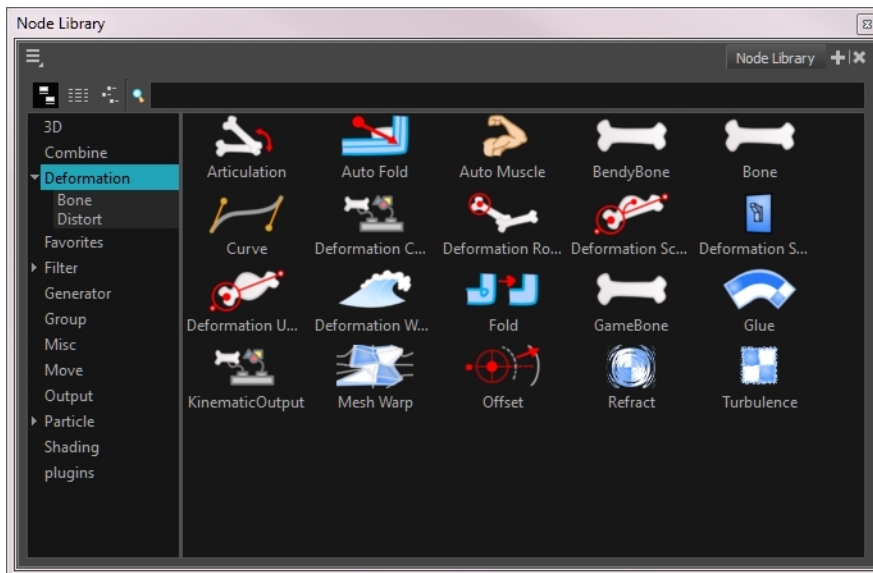 Node Library
Node Library
3D
Combine
Deformation
Bone
Distort
Favorites
Filter
Generator
Group
Misc
Move
Output
Particle
Shading
plugins
Articulation Auto Fold Auto Muscle BendyBone Bone
Curve Deformation C... Deformation Ro... Deformation Sc... Deformation S...
Deformation U... Deformation W... Fold GameBone Glue
KinematicOutput Mesh Warp Offset Refract Turbulence